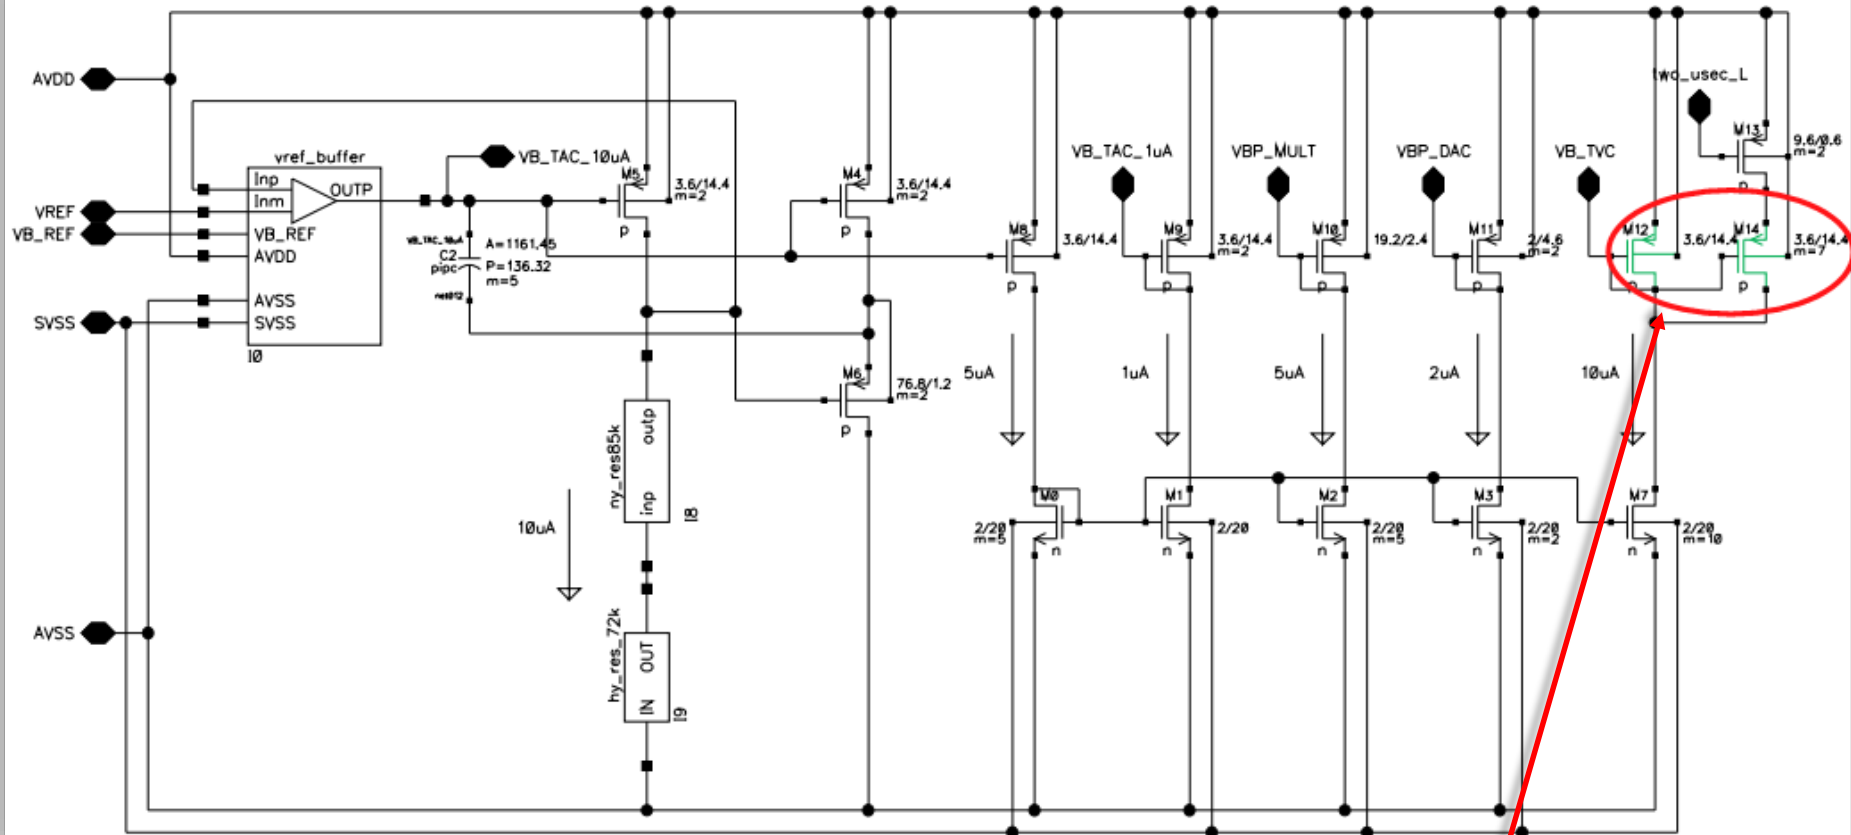 two_usec_L
AVDD
M13
9.6/0.6
m=2
p
vref_buffer
VB_TAC_10uA
VB_TAC_1uA
VBP_MULT
VBP_DAC
VB_TVC
Inp
Inm
OUTP
VREF
VB_REF
VB_REF
AVDD
AVSS
SVSS
SVSS
I0
C2
pipc
A=1161.45
P=136.32
m=5
M5
3.6/14.4
m=2
p
M4
3.6/14.4
m=2
p
M8
3.6/14.4
p
M9
3.6/14.4
m=2
p
M10
19.2/2.4
p
M11
2/4.6
m=2
p
M12
3.6/14.4
p
M14
3.6/14.4
m=7
p
M6
76.8/1.2
m=2
p
5uA
1uA
5uA
2uA
10uA
ny_res85k
outp
inp
I8
10uA
M0
2/20
m=5
n
M1
2/20
n
M2
2/20
m=5
n
M3
2/20
m=2
n
M7
2/20
m=10
n
hy_res_72k
OUT
IN
I9
AVSS